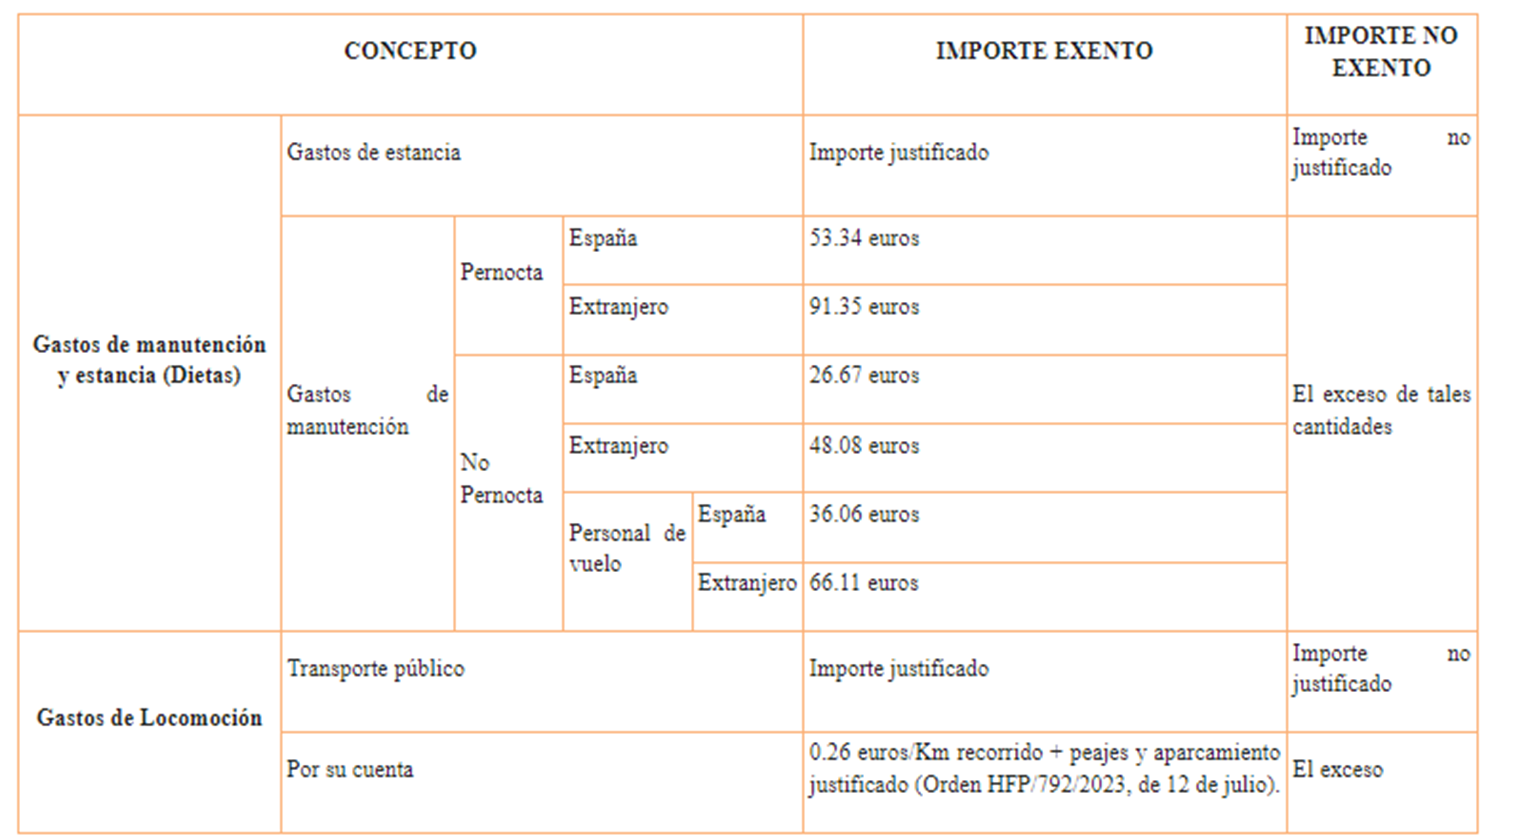 CONCEPTO
IMPORTE EXENTO
IMPORTE NO
EXENTO
Gastos de manutención
y estancia (Dietas)
Gastos de estancia
Importe justificado
Importe no
justificado
Gastos de
manutención
Pernocta
España
53.34 euros
Extranjero
91.35 euros
No
Pernocta
España
26.67 euros
Extranjero
48.08 euros
Personal de
vuelo
España
36.06 euros
Extranjero
66.11 euros
El exceso de tales
cantidades
Gastos de Locomoción
Transporte público
Importe justificado
Importe no
justificado
Por su cuenta
0.26 euros/Km recorrido + peajes y aparcamiento
justificado (Orden HFP/792/2023, de 12 de julio).
El exceso